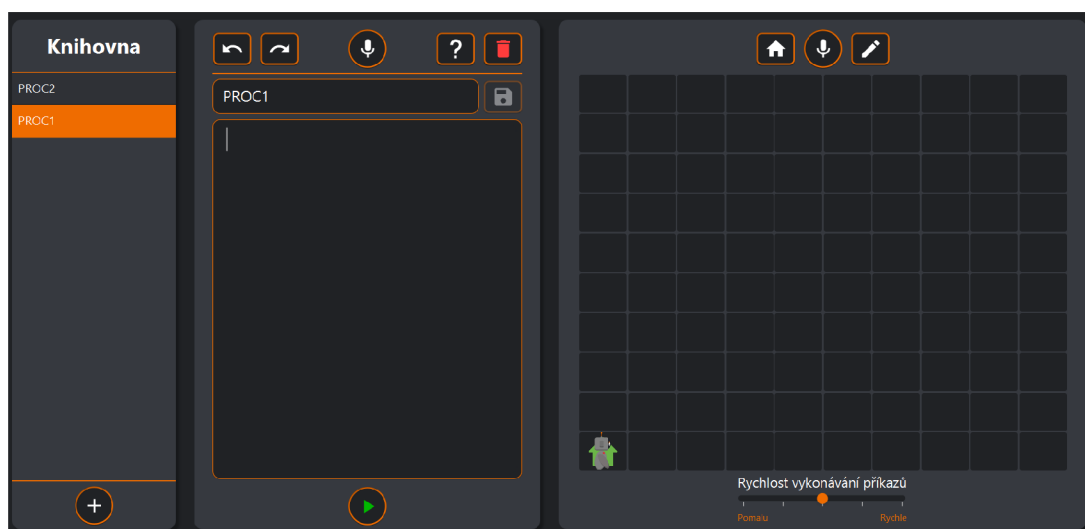 Knihovna
PROC2
PROC1
?
PROC1
+
Rychlost vykonávání příkazů
Pomalu
Rychle